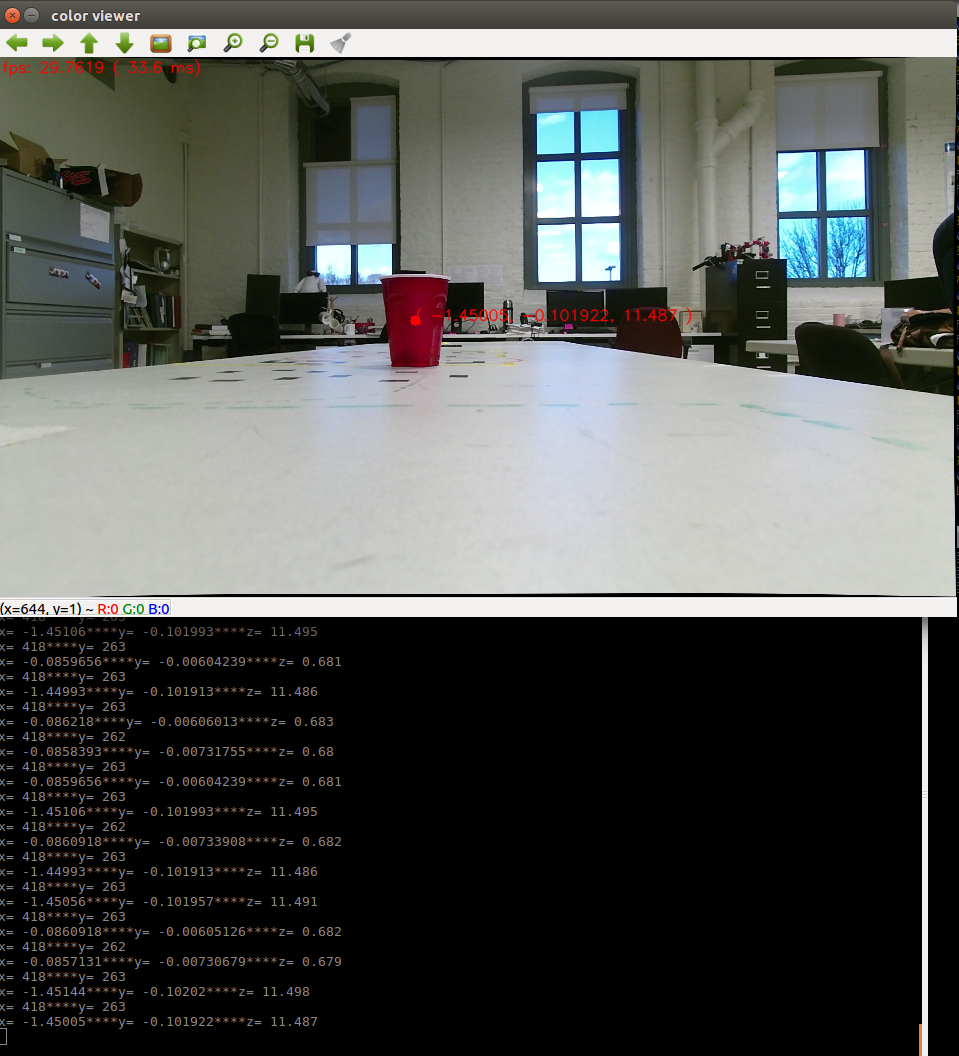 color viewer
fps: 29.7619 ( 33.6 ms)
( -1.45005, -0.101922, 11.487 )
(x=644, y=1) ~ R:0 G:0 B:0
x= 418****y= 263
x= -1.45106****y= -0.101993****z= 11.495
x= 418****y= 263
x= -0.0859656****y= -0.00604239****z= 0.681
x= 418****y= 263
x= -1.44993****y= -0.101913****z= 11.486
x= 418****y= 263
x= -0.086218****y= -0.00606013****z= 0.683
x= 418****y= 262
x= -0.0858393****y= -0.00731755****z= 0.68
x= 418****y= 263
x= -0.0859656****y= -0.00604239****z= 0.681
x= 418****y= 263
x= -1.45106****y= -0.101993****z= 11.495
x= 418****y= 262
x= -0.0860918****y= -0.00733908****z= 0.682
x= 418****y= 263
x= -1.44993****y= -0.101913****z= 11.486
x= 418****y= 263
x= -1.45056****y= -0.101957****z= 11.491
x= 418****y= 263
x= -0.0860918****y= -0.00605126****z= 0.682
x= 418****y= 262
x= -0.0857131****y= -0.00730679****z= 0.679
x= 418****y= 263
x= -1.45144****y= -0.10202****z= 11.498
x= 418****y= 263
x= -1.45005****y= -0.101922****z= 11.487